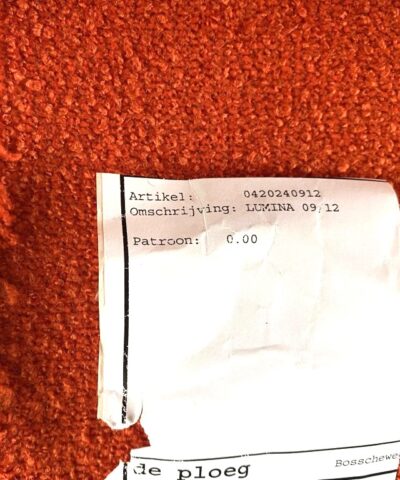 Artikel: 0420240912
Omschrijving: LUMINA 09/12
Patroon: 0.00
de ploeg